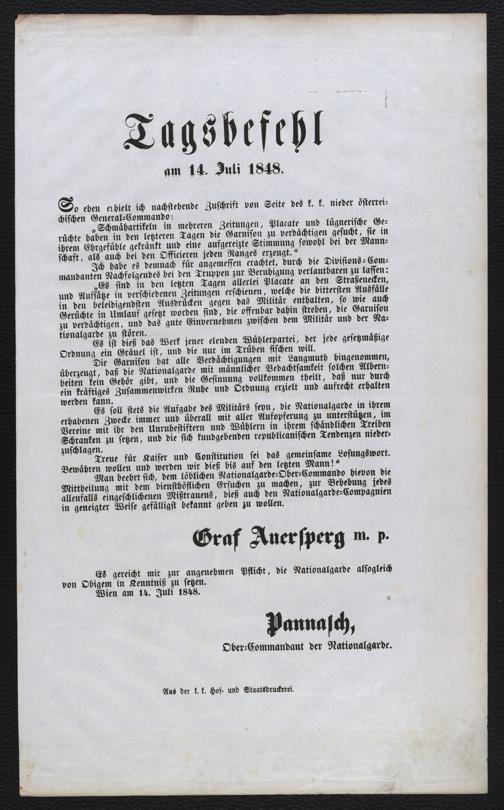 Tagsbefehl
am 14. Juli 1848.
So eben erhielt ich nachstehende Zuschrift von Seite des k. k. nieder österrei-
chischen General-Commando:
„Schmähartikeln in mehreren Zeitungen, Placate und lügnerische Ge-
rüchte haben in den letzteren Tagen die Garnison zu verdächtigen gesucht, sie in
ihrem Ehrgefühle gekränkt und eine aufgereizte Stimmung sowohl bei der Mann-
schaft, als auch bei den Officieren jeden Ranges erzeugt.“
Ich habe es demnach für angemessen erachtet, durch die Divisions-Com-
mandanten Nachfolgendes bei den Truppen zur Beruhigung verlautbaren zu lassen:
„Es sind in den letzten Tagen allerlei Placate an den Straßenecken,
und Aufsätze in verschiedenen Zeitungen erschienen, welche die bittersten Ausfälle
in den beleidigendsten Ausdrücken gegen das Militär enthalten, so wie auch
Gerüchte in Umlauf gesetzt worden sind, die offenbar dahin streben, die Garnison
zu verdächtigen, und das gute Einvernehmen zwischen dem Militär und der Na-
tionalgarde zu stören.
Es ist dieß das Werk jener elenden Wühlerpartei, der jede gesetzmäßige
Ordnung ein Gräuel ist, und die nur im Trüben fischen will.
Die Garnison hat alle Verdächtigungen mit Langmuth hingenommen,
überzeugt, daß die Nationalgarde mit männlicher Bedachtsamkeit solchen Albern-
heiten kein Gehör gibt, und die Gesinnung vollkommen theilt, daß nur durch
ein kräftiges Zusammenwirken Ruhe und Ordnung erzielt und aufrecht erhalten
werden kann.
Es soll stets die Aufgabe des Militärs seyn, die Nationalgarde in ihrem
erhabenen Zwecke immer und überall mit aller Aufopferung zu unterstützen, im
Vereine mit ihr den Unruhestiftern und Wühlern in ihrem schändlichen Treiben
Schranken zu setzen, und die sich kundgebenden republicanischen Tendenzen nieder-
zuschlagen.
Treue für Kaiser und Constitution sei das gemeinsame Losungswort.
Bewähren wollen und werden wir dieß bis auf den letzten Mann!“
Man beehrt sich, dem löblichen Nationalgarde-Ober-Commando hievon die
Mittheilung mit dem dienstköflichen Ersuchen zu machen, zur Behebung jedes
allenfalls eingeschlichenen Mißtrauens, dieß auch den Nationalgarde-Compagnien
in geneigter Weise gefälligst bekannt geben zu wollen.
Graf Auersperg m. p.
Es gereicht mir zur angenehmen Pflicht, die Nationalgarde alsogleich
von Obigem in Kenntniß zu setzen.
Wien am 14. Juli 1848.
Pannasch,
Ober-Commandant der Nationalgarde.
Aus der k. k. Hof- und Staatsdruckerei.